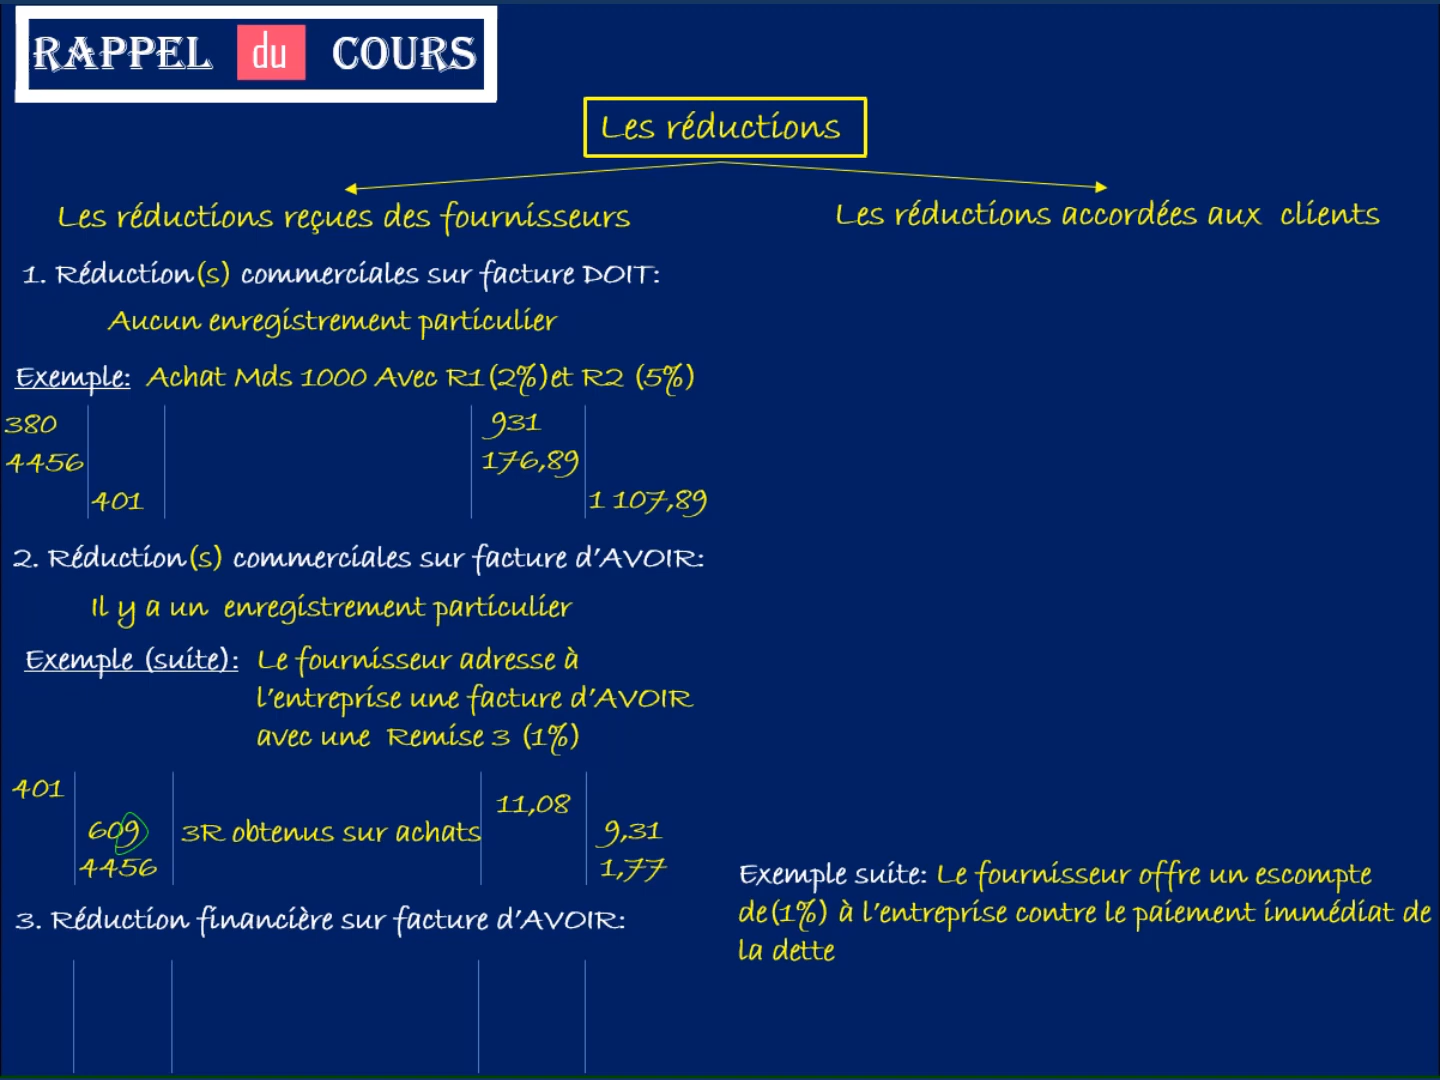 RAPPEL du COURS
Les réductions
Les réductions reçues des fournisseurs
Les réductions accordées aux clients
1. Réduction(s) commerciales sur facture DOIT:
Aucun enregistrement particulier
Exemple: Achat Mds 1000 Avec R1(2%)et R2 (5%)
380 931
4456 176,89
401 1 107,89
2. Réduction(s) commerciales sur facture d'AVOIR:
Il y a un enregistrement particulier
Exemple (suite): Le fournisseur adresse à
l'entreprise une facture d'AVOIR
avec une Remise 3 (1%)
401 11,08
609 3R obtenus sur achats 9,31
4456 1,77
3. Réduction financière sur facture d'AVOIR:
Exemple suite: Le fournisseur offre un escompte
de(1%) à l'entreprise contre le paiement immédiat de
la dette